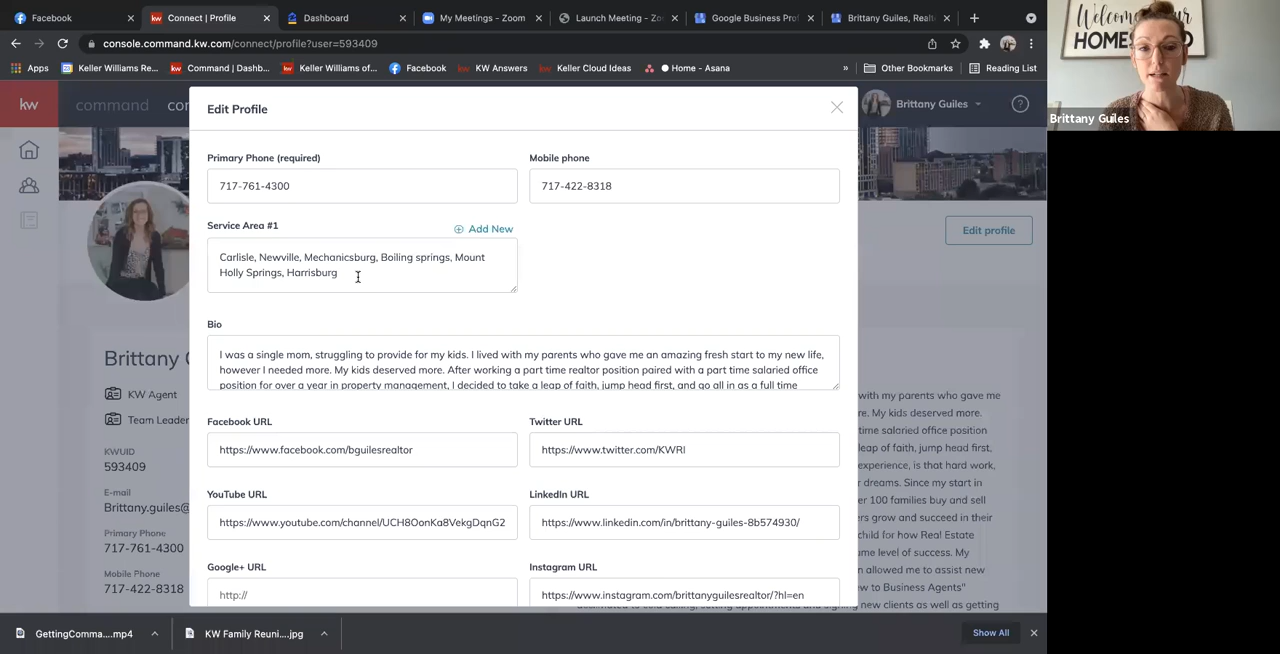 Facebook
Connect | Profile
Dashboard
My Meetings - Zoom
Launch Meeting - Zo
Google Business Prof
Brittany Guiles, Realt
console.command.kw.com/connect/profile?user=593409
Apps
Keller Williams Re...
Command | Dashb...
Keller Williams of...
Facebook
KW Answers
Keller Cloud Ideas
Home - Asana
»
Other Bookmarks
Reading List
Welcome
our
HOMES
Brittany Guiles
kw
command
con
Brittany Guiles
Edit Profile
Primary Phone (required)
Mobile phone
717-761-4300
717-422-8318
Service Area #1
Add New
Edit profile
Carlisle, Newville, Mechanicsburg, Boiling springs, Mount
Holly Springs, Harrisburg
Bio
I was a single mom, struggling to provide for my kids. I lived with my parents who gave me an amazing fresh start to my new life,
however I needed more. My kids deserved more. After working a part time realtor position paired with a part time salaried office
position for over a year in property management, I decided to take a leap of faith, jump head first, and go all in as a full time
Facebook URL
Twitter URL
https://www.facebook.com/bguilesrealtor
https://www.twitter.com/KWRI
YouTube URL
LinkedIn URL
https://www.youtube.com/channel/UCH8OonKa8VekgDqnG2
https://www.linkedin.com/in/brittany-guiles-8b574930/
Google+ URL
Instagram URL
http://
https://www.instagram.com/brittanyguilesrealtor/?hl=en
Brittany G
KW Agent
Team Leader
KWUID
593409
E-mail
Brittany.guiles@
Primary Phone
717-761-4300
Mobile Phone
717-422-8318
with my parents who gave me
re. My kids deserved more.
time salaried office position
leap of faith, jump head first,
experience, is that hard work,
r dreams. Since my start in
er 100 families buy and sell
ers grow and succeed in their
child for how Real Estate
ame level of success. My
n allowed me to assist new
w to Business Agents"
new clients as well as getting
GettingComma....mp4
KW Family Reuni....jpg
Show All